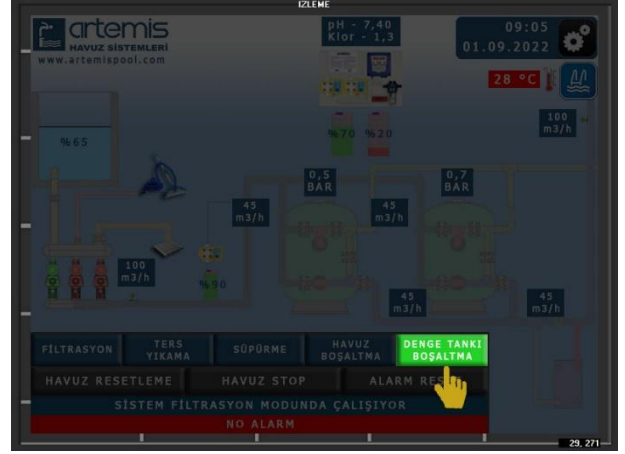 İZLEME
artemis
HAVUZ SİSTEMLERİ
www.artemispool.com
pH - 7,40
Klor - 1,3
09:05
01.09.2022
28 °C
100
m3/h
%65
%70 %20
0,5
BAR
0,7
BAR
45
m3/h
45
m3/h
100
m3/h
%90
45
m3/h
45
m3/h
FİLTRASYON
TERS
YIKAMA
SÜPÜRME
HAVUZ
BOŞALTMA
DENGE TANKI
BOŞALTMA
HAVUZ RESETLEME
HAVUZ STOP
ALARM RES
SİSTEM FİLTRASYON MODUNDA ÇALIŞIYOR
NO ALARM
29, 271